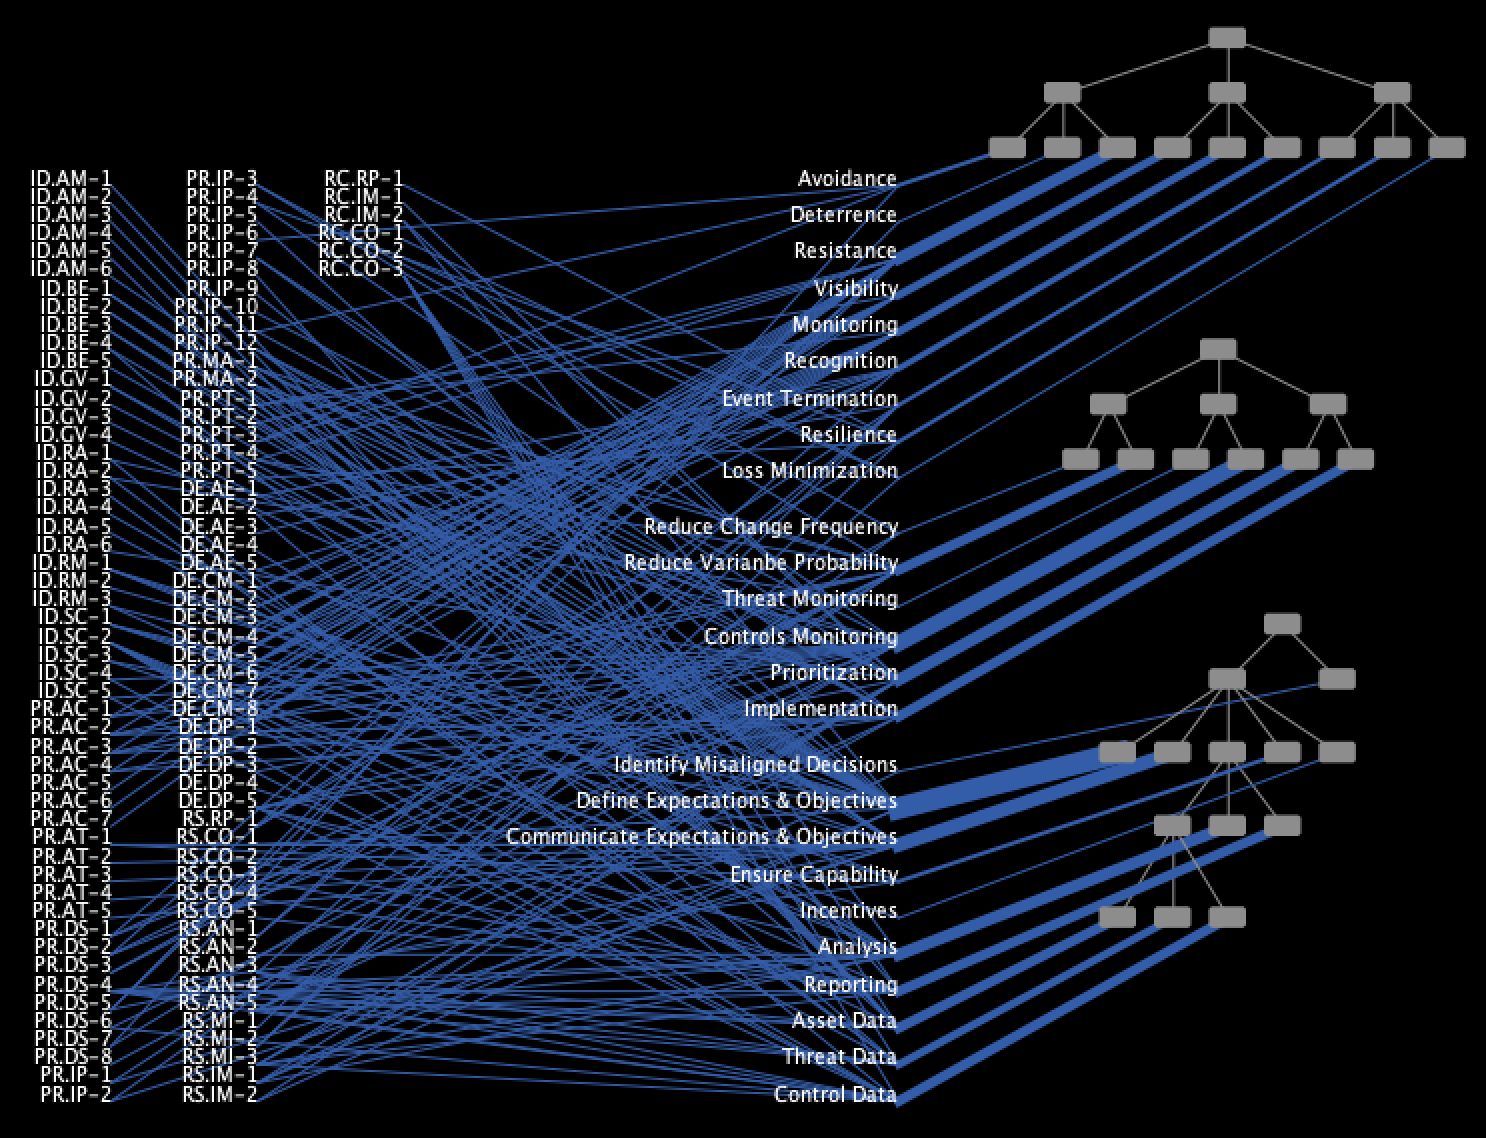 ID.AM-1
ID.AM-2
ID.AM-3
ID.AM-4
ID.AM-5
ID.AM-6
ID.BE-1
ID.BE-2
ID.BE-3
ID.BE-4
ID.BE-5
ID.GV-1
ID.GV-2
ID.GV-3
ID.GV-4
ID.RA-1
ID.RA-2
ID.RA-3
ID.RA-4
ID.RA-5
ID.RA-6
ID.RM-1
ID.RM-2
ID.RM-3
ID.SC-1
ID.SC-2
ID.SC-3
ID.SC-4
ID.SC-5
PR.AC-1
PR.AC-2
PR.AC-3
PR.AC-4
PR.AC-5
PR.AC-6
PR.AC-7
PR.AT-1
PR.AT-2
PR.AT-3
PR.AT-4
PR.AT-5
PR.DS-1
PR.DS-2
PR.DS-3
PR.DS-4
PR.DS-5
PR.DS-6
PR.DS-7
PR.DS-8
PR.IP-1
PR.IP-2
PR.IP-3
PR.IP-4
PR.IP-5
PR.IP-6
PR.IP-7
PR.IP-8
PR.IP-9
PR.IP-10
PR.IP-11
PR.IP-12
PR.MA-1
PR.MA-2
PR.PT-1
PR.PT-2
PR.PT-3
PR.PT-4
PR.PT-5
DE.AE-1
DE.AE-2
DE.AE-3
DE.AE-4
DE.AE-5
DE.CM-1
DE.CM-2
DE.CM-3
DE.CM-4
DE.CM-5
DE.CM-6
DE.CM-7
DE.CM-8
DE.DP-1
DE.DP-2
DE.DP-3
DE.DP-4
DE.DP-5
RS.RP-1
RS.CO-1
RS.CO-2
RS.CO-3
RS.CO-4
RS.CO-5
RS.AN-1
RS.AN-2
RS.AN-3
RS.AN-4
RS.AN-5
RS.MI-1
RS.MI-2
RS.MI-3
RS.IM-1
RS.IM-2
RC.RP-1
RC.IM-1
RC.IM-2
RC.CO-1
RC.CO-2
RC.CO-3
Avoidance
Deterrence
Resistance
Visibility
Monitoring
Recognition
Event Termination
Resilience
Loss Minimization
Reduce Change Frequency
Reduce Varianbe Probability
Threat Monitoring
Controls Monitoring
Prioritization
Implementation
Identify Misaligned Decisions
Define Expectations & Objectives
Communicate Expectations & Objectives
Ensure Capability
Incentives
Analysis
Reporting
Asset Data
Threat Data
Control Data